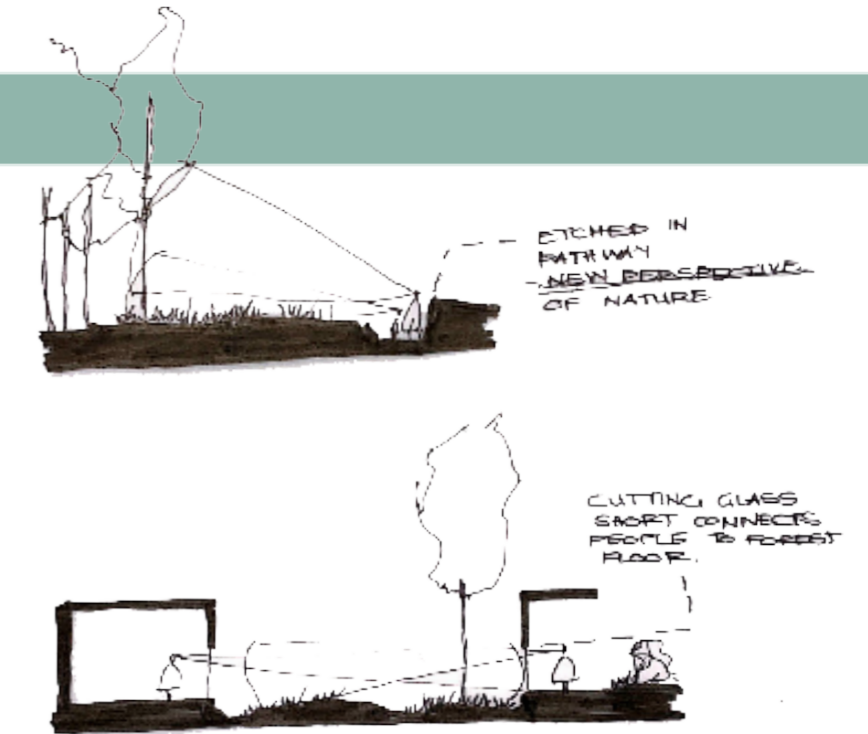 ETCHED IN
PATHWAY
NEW PERSPECTIVE
OF NATURE
CUTTING GLASS
SHORT CONNECTS
PEOPLE TO FOREST
FLOOR.